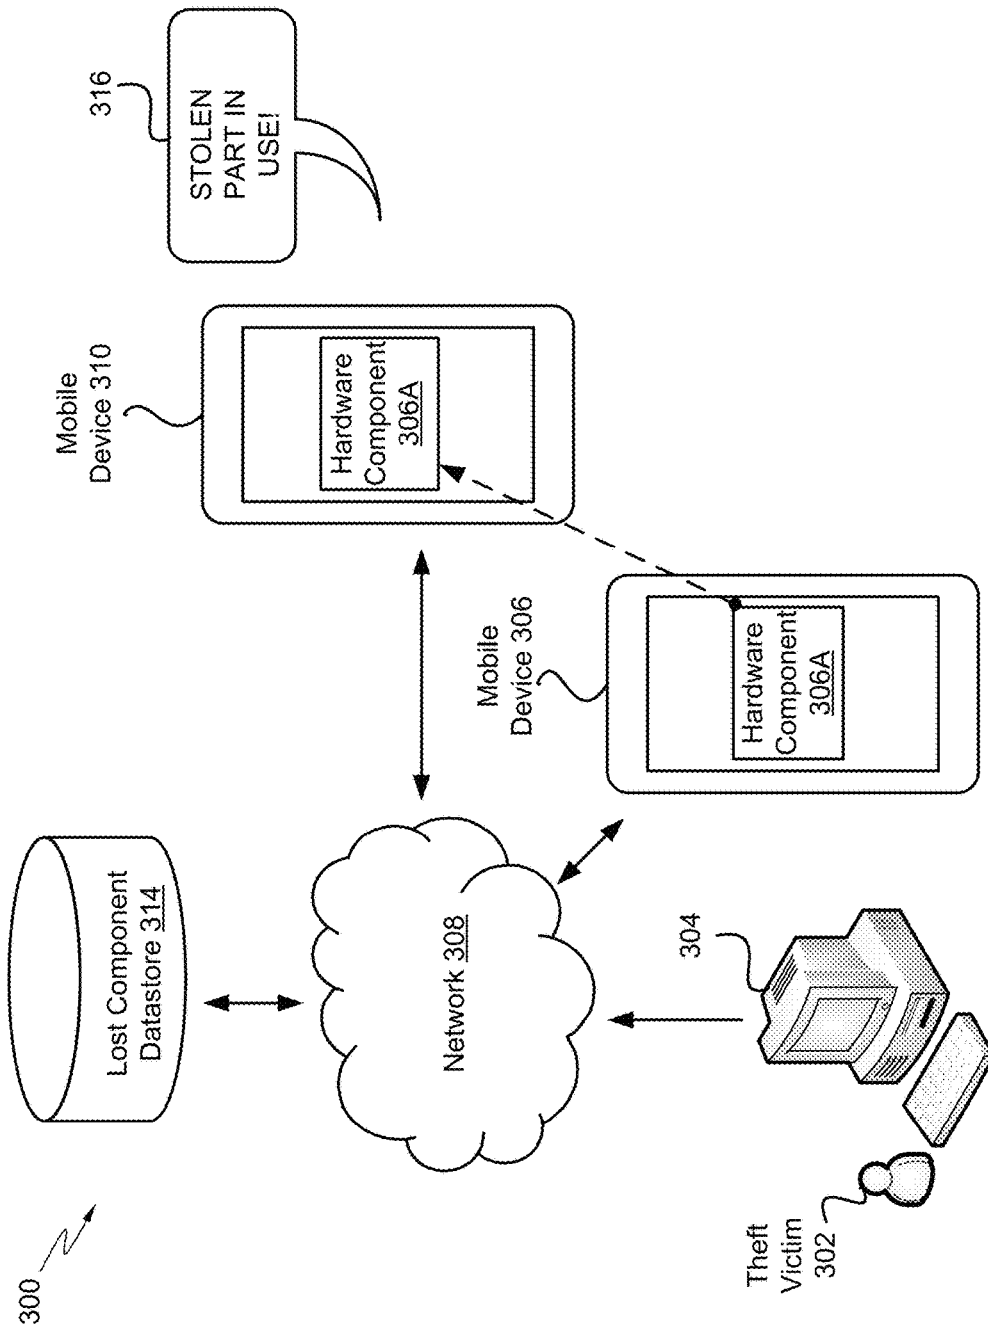 300
Lost Component
Datastore 314
Mobile
Device 310
316
STOLEN
PART IN
USE!
Hardware
Component
306A
Network 308
Mobile
Device 306
Hardware
Component
306A
304
Theft
Victim
302